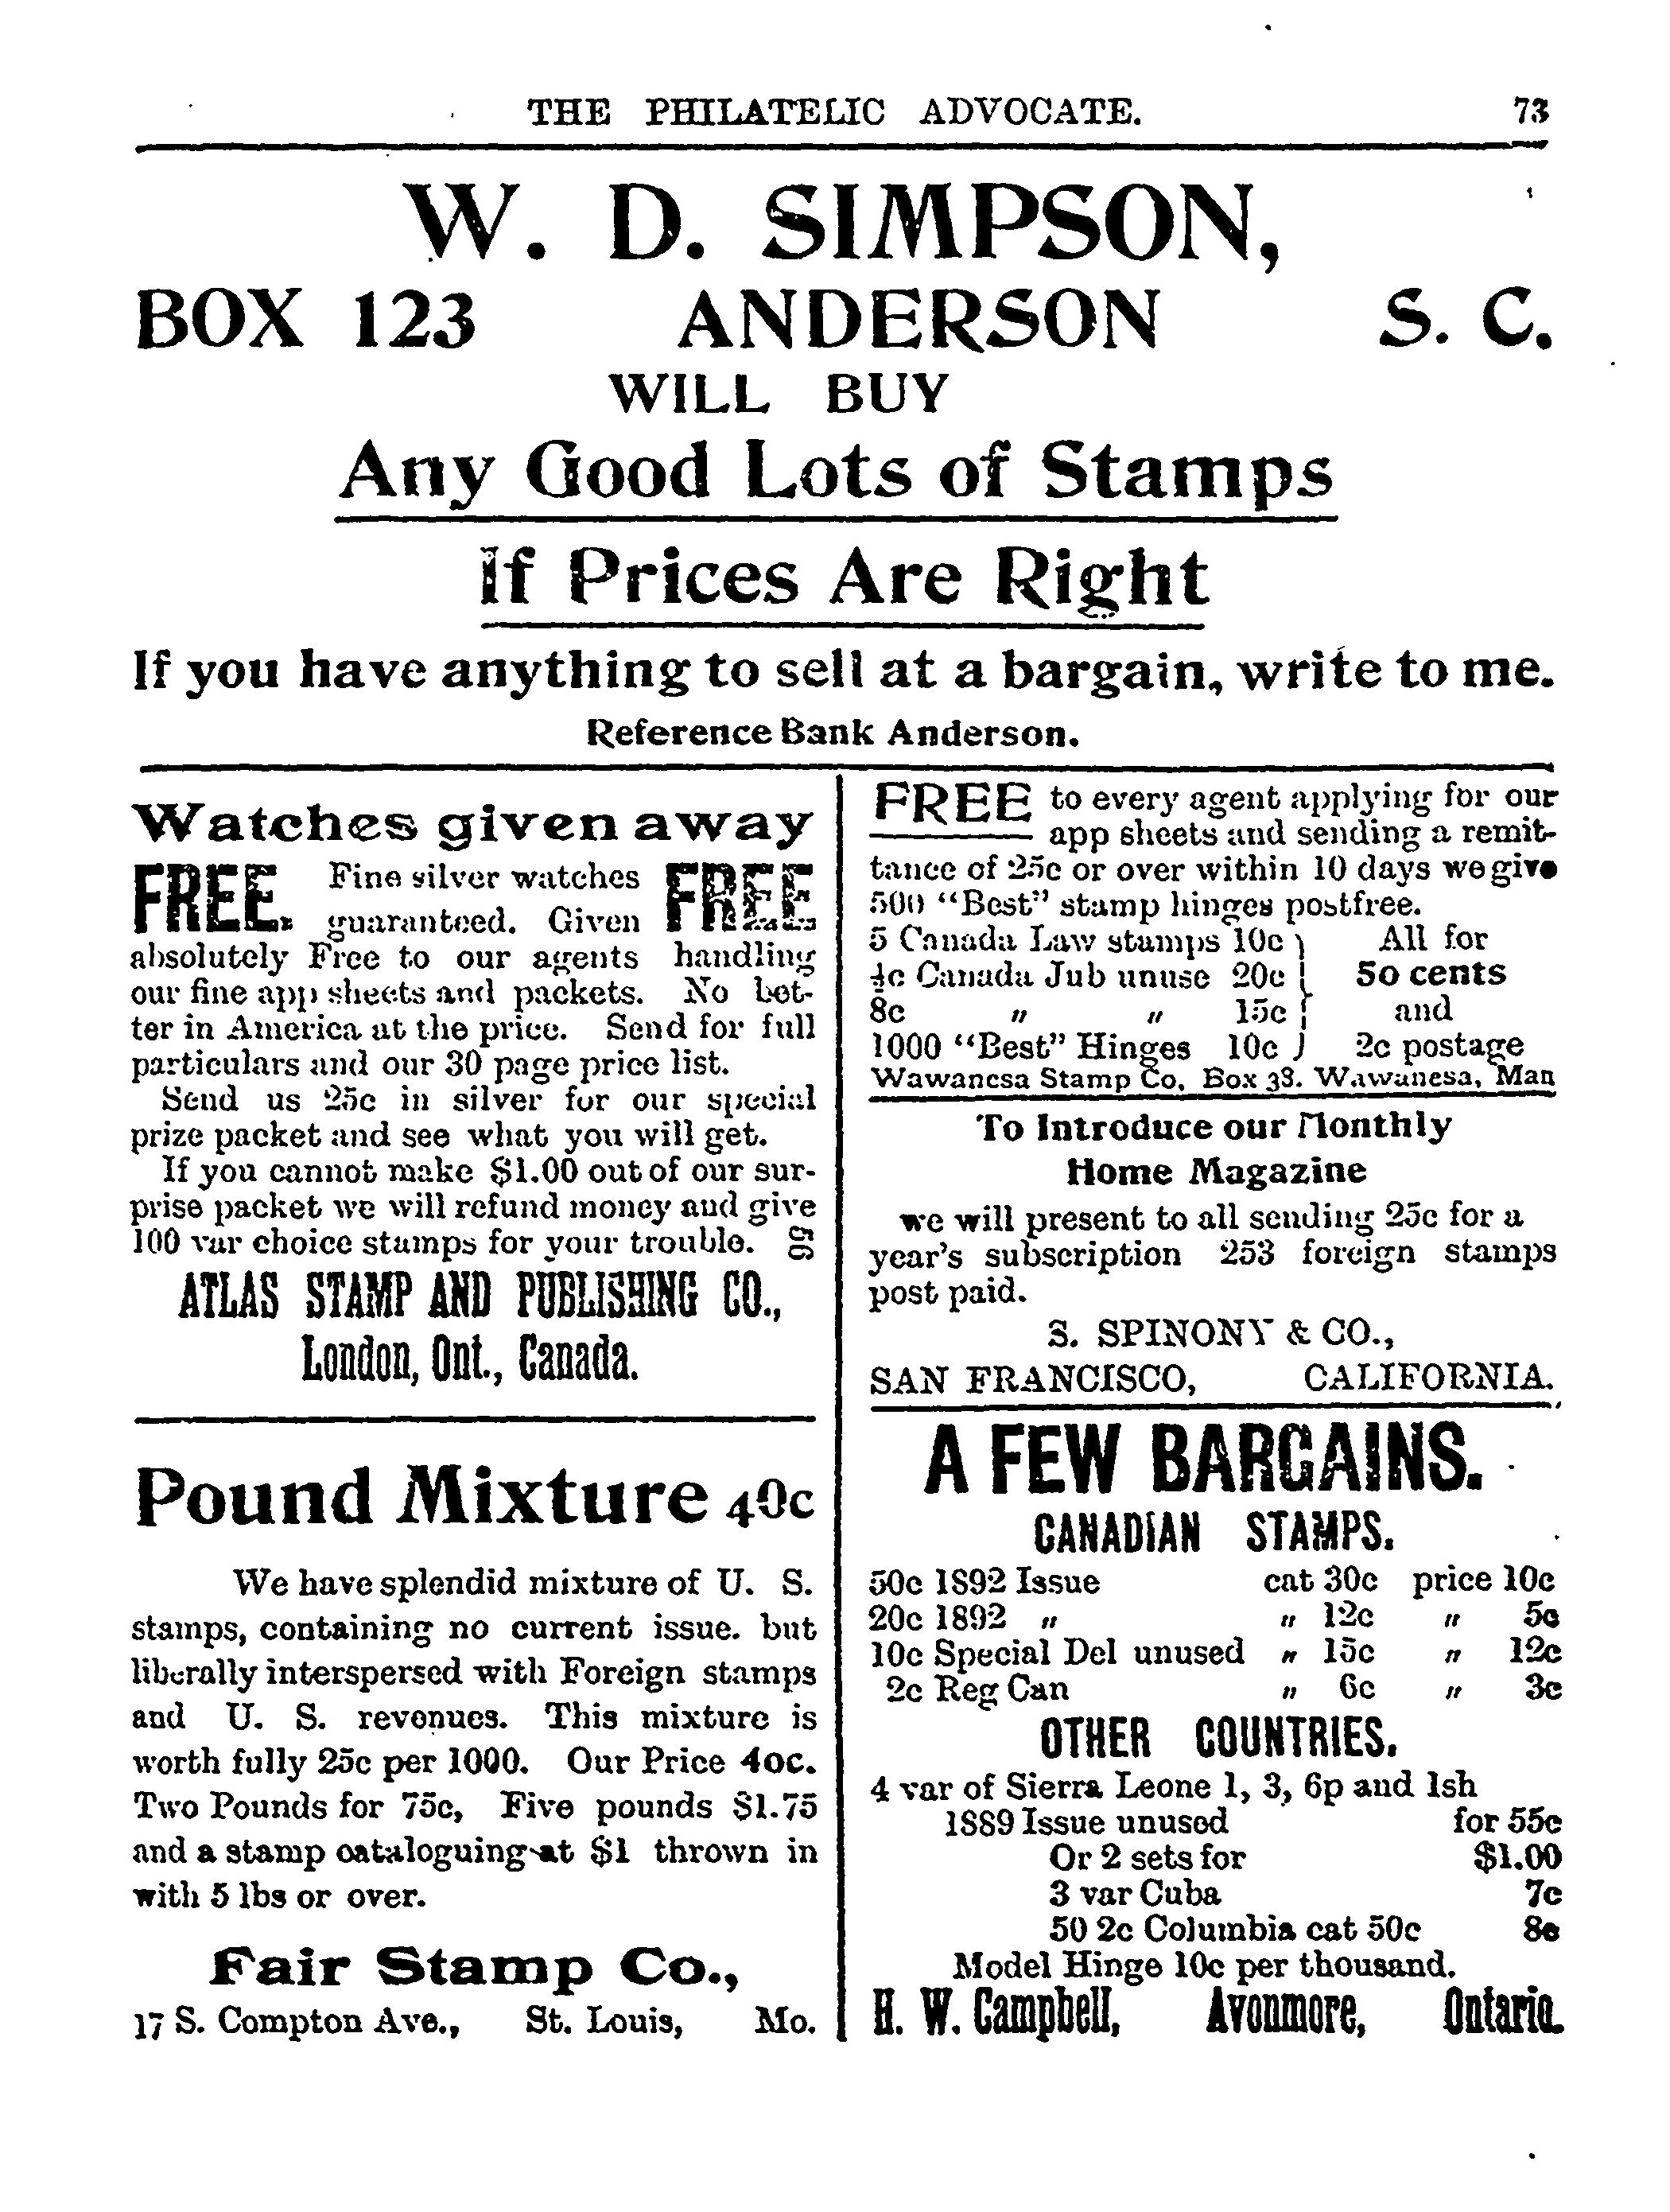 THE PHILATELIC ADVOCATE. 73
W. D. SIMPSON,
BOX 123 ANDERSON S. C.
WILL BUY
Any Good Lots of Stamps
If Prices Are Right
If you have anything to sell at a bargain, write to me.
Reference Bank Anderson.
Watches given away
FREE. Fine silver watches FREE
guaranteed. Given
absolutely Free to our agents handling
our fine app sheets and packets. No bet-
ter in America at the price. Send for full
particulars and our 30 page price list.
Send us 25c in silver for our special
prize packet and see what you will get.
If you cannot make $1.00 out of our sur-
prise packet we will refund money and give
100 var choice stamps for your trouble. 56
ATLAS STAMP AND PUBLISHING CO.,
London, Ont., Canada.
Pound Mixture 40c
We have splendid mixture of U. S.
stamps, containing no current issue. but
liberally interspersed with Foreign stamps
and U. S. revenues. This mixture is
worth fully 25c per 1000. Our Price 40c.
Two Pounds for 75c, Five pounds $1.75
and a stamp cataloguing at $1 thrown in
with 5 lbs or over.
Fair Stamp Co.,
17 S. Compton Ave., St. Louis, Mo.
FREE to every agent applying for our
app sheets and sending a remit-
tance of 25c or over within 10 days we give
500 "Best" stamp hinges postfree.
5 Canada Law stamps 10c } All for
½c Canada Jub unuse 20c } 50 cents
8c " " 15c } and
1000 "Best" Hinges 10c } 2c postage
Wawanesa Stamp Co, Box 38. Wawanesa, Man
To Introduce our Monthly
Home Magazine
we will present to all sending 25c for a
year's subscription 253 foreign stamps
post paid.
S. SPINONY & CO.,
SAN FRANCISCO, CALIFORNIA.
A FEW BARGAINS.
CANADIAN STAMPS.
50c 1892 Issue cat 30c price 10c
20c 1892 " " 12c " 5c
10c Special Del unused " 15c " 12c
2c Reg Can " 6c " 3c
OTHER COUNTRIES.
4 var of Sierra Leone 1, 3, 6p and 1sh
1889 Issue unused for 55c
Or 2 sets for $1.00
3 var Cuba 7c
50 2c Columbia cat 50c 8c
Model Hinge 10c per thousand.
H. W. Campbell, Avonmore, Ontario.